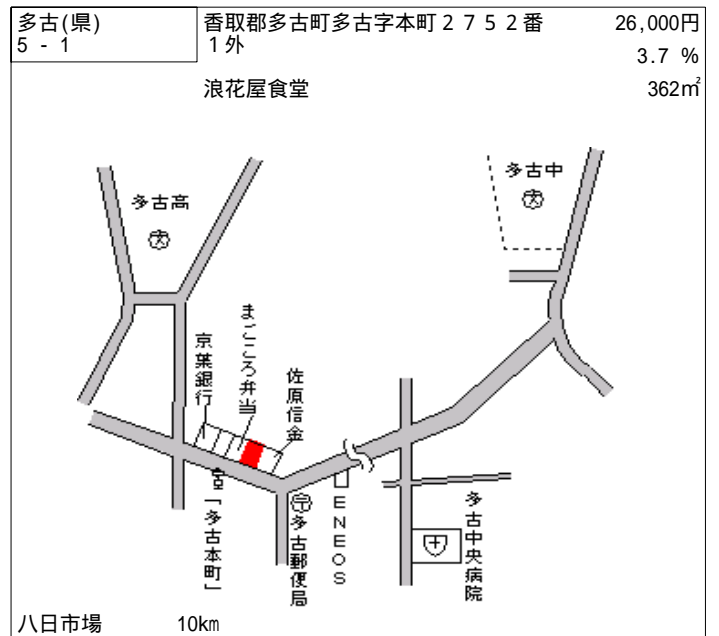 多古(県)
5 - 1
香取郡多古町多古字本町２７５２番
１外
26,000円
3.7 %
浪花屋食堂
362㎡
多古高
多古中
京葉銀行
まごころ弁当
佐原信金
「多古本町」
多古郵便局
ENEOS
多古中央病院
八日市場
10km